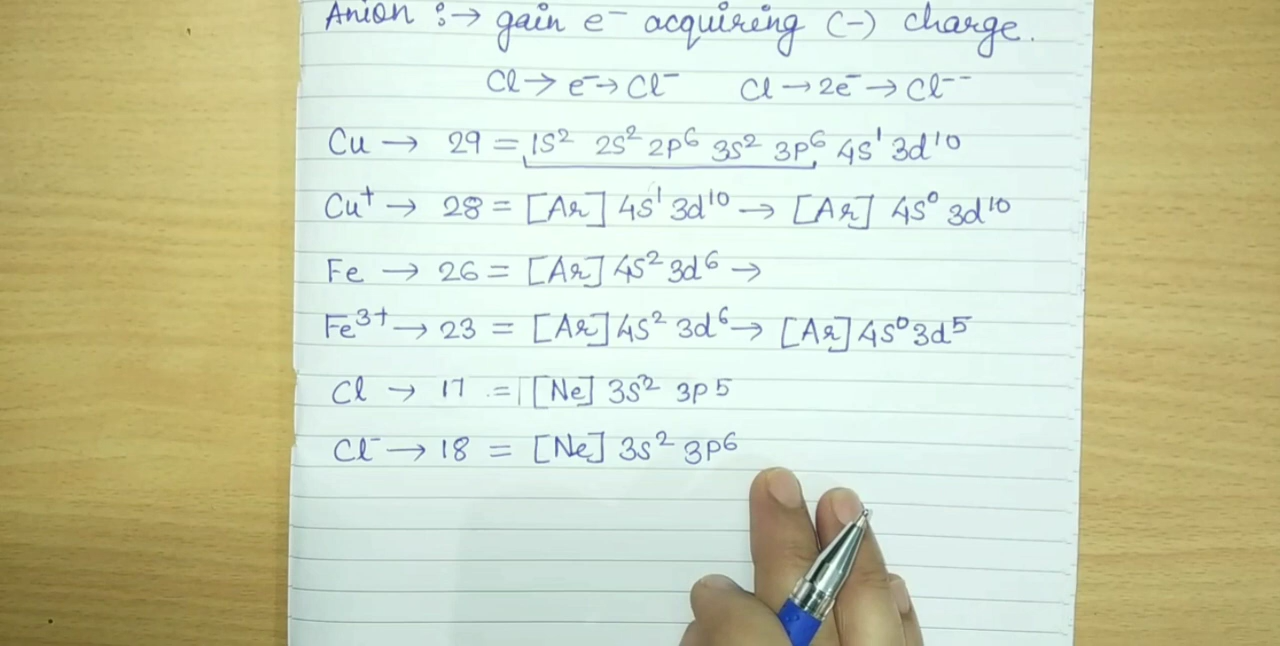 Anion :→ gain e⁻ acquiring (-) charge.
Cl → e⁻ → Cl⁻ Cl → 2e⁻ → Cl⁻⁻
Cu → 29 = 1S² 2S² 2p⁶ 3s² 3p⁶ 4s¹ 3d¹⁰
Cu⁺ → 28 = [Ar] 4s¹ 3d¹⁰ → [Ar] 4s⁰ 3d¹⁰
Fe → 26 = [Ar] 4s² 3d⁶ →
Fe³⁺ → 23 = [Ar] 4s² 3d⁶ → [Ar] 4s⁰ 3d⁵
Cl → 17 = [Ne] 3s² 3p5
Cl⁻ → 18 = [Ne] 3s² 3p⁶